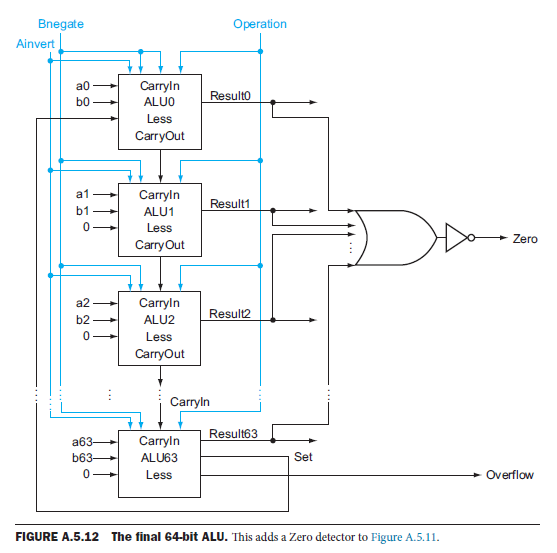 Bnegate
Operation
Ainvert
a0
b0
CarryIn
ALU0
Less
CarryOut
Result0
a1
b1
0
CarryIn
ALU1
Less
CarryOut
Result1
Zero
a2
b2
0
CarryIn
ALU2
Less
CarryOut
Result2
CarryIn
a63
b63
0
CarryIn
ALU63
Less
Result63
Set
Overflow
FIGURE A.5.12 The final 64-bit ALU. This adds a Zero detector to Figure A.5.11.